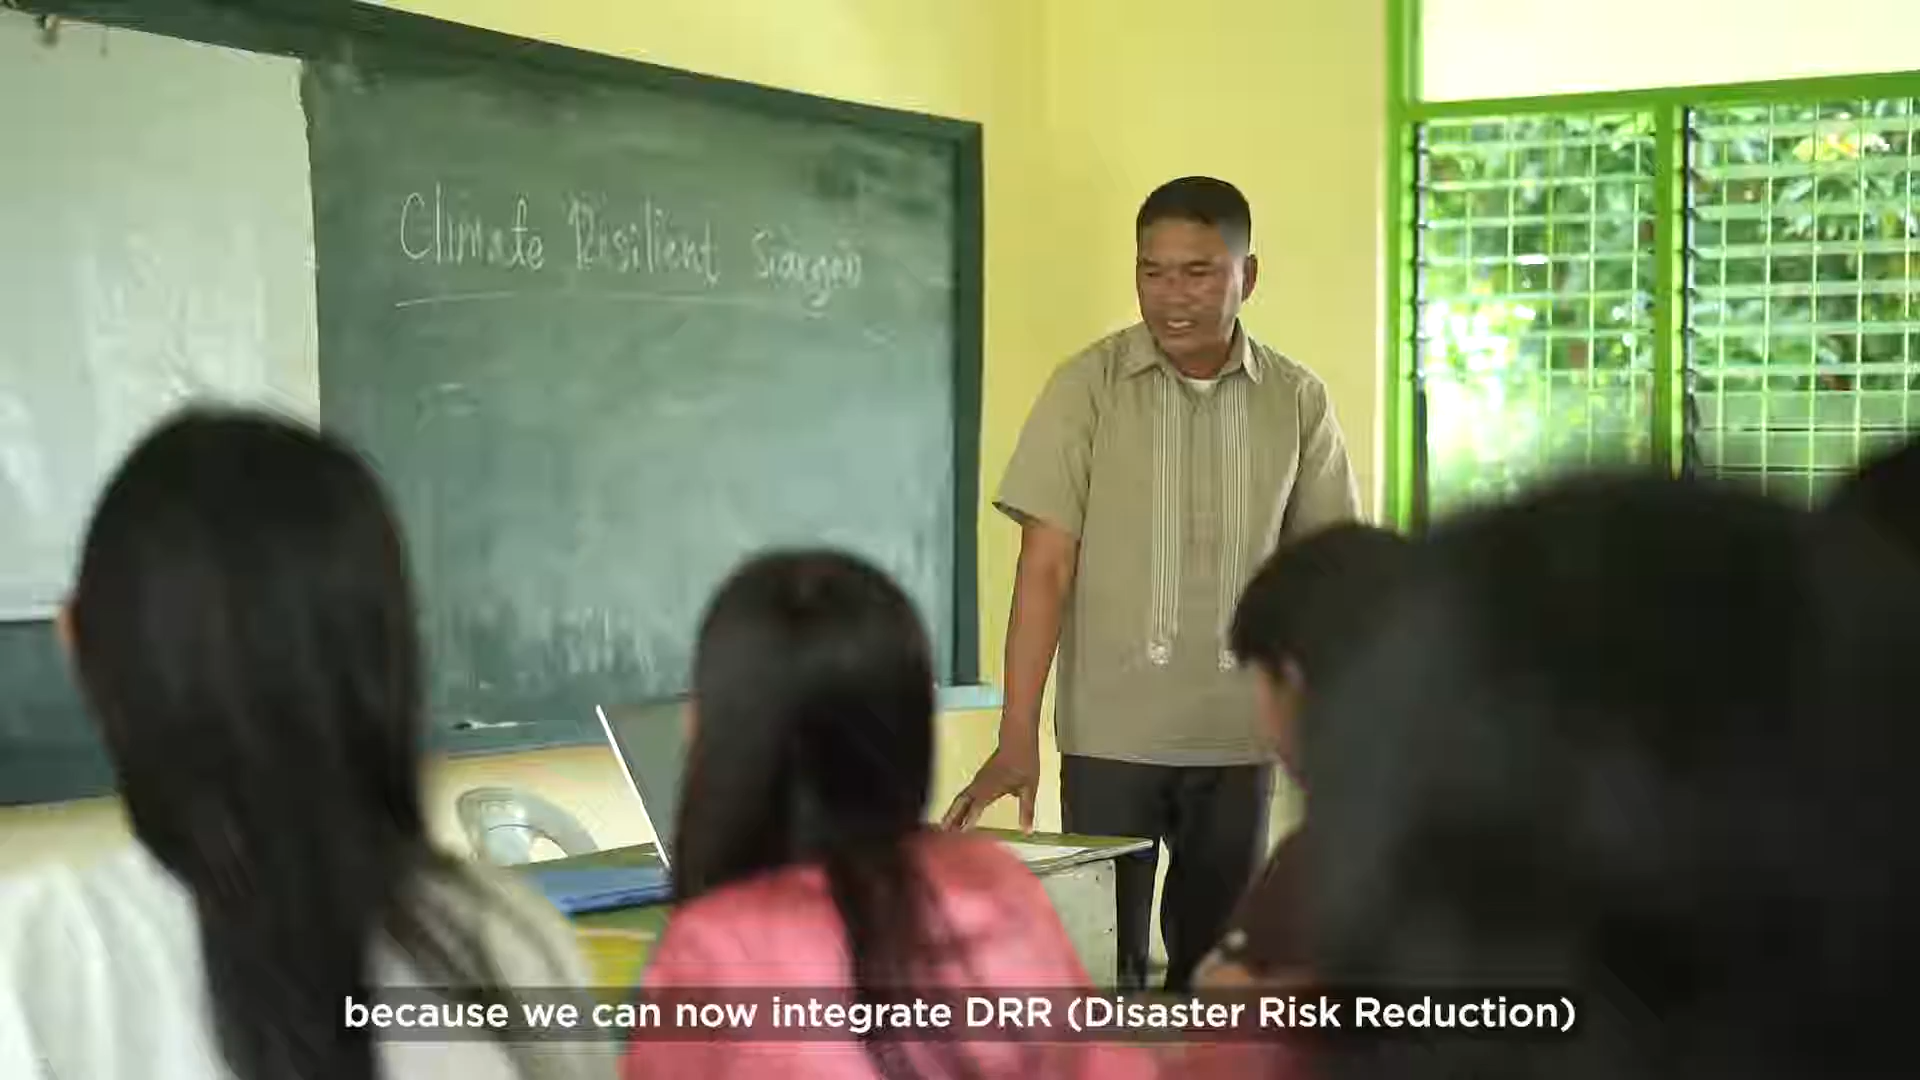 Climate Resilient Siargao
because we can now integrate DRR (Disaster Risk Reduction)